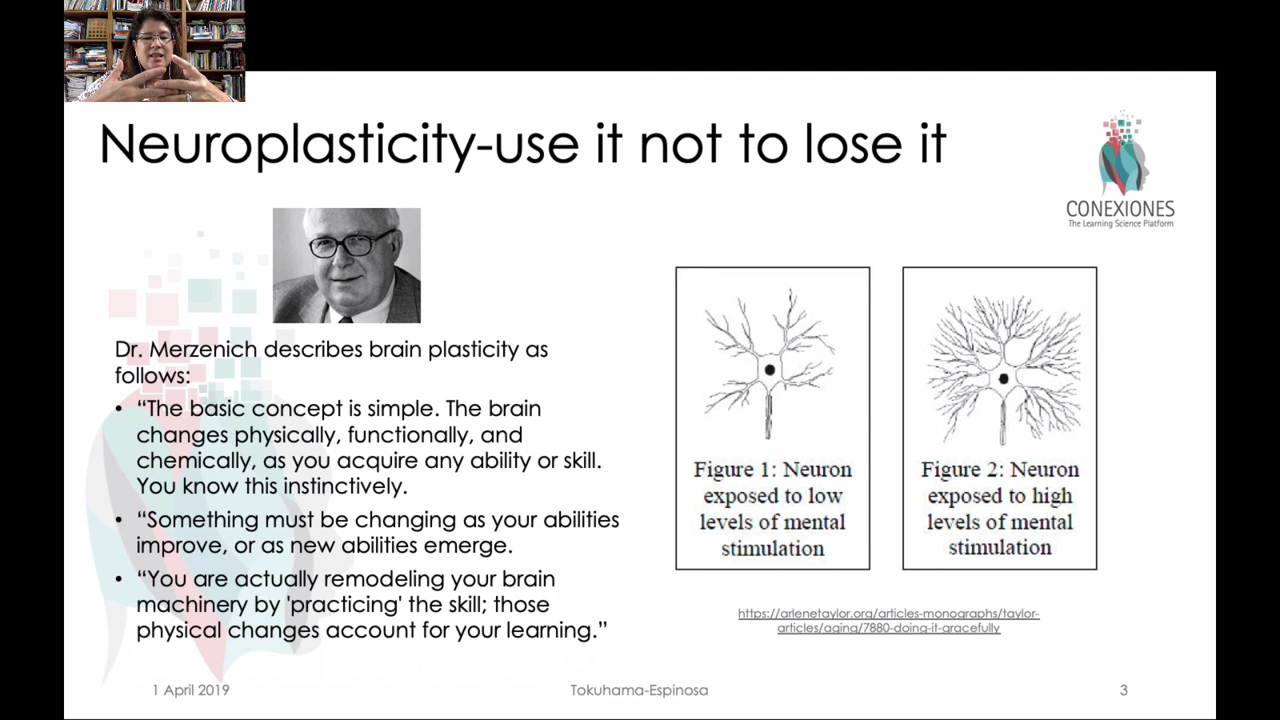 Neuroplasticity-use it not to lose it
CONEXIONES
The Learning Science Platform
Dr. Merzenich describes brain plasticity as
follows:
• “The basic concept is simple. The brain
changes physically, functionally, and
chemically, as you acquire any ability or skill.
You know this instinctively.
• “Something must be changing as your abilities
improve, or as new abilities emerge.
• “You are actually remodeling your brain
machinery by 'practicing' the skill; those
physical changes account for your learning.”
Figure 1: Neuron
exposed to low
levels of mental
stimulation
Figure 2: Neuron
exposed to high
levels of mental
stimulation
https://arlenetaylor.org/articles-monographs/taylor-
articles/aging/7880-doing-it-gracefully
1 April 2019
Tokuhama-Espinosa
3